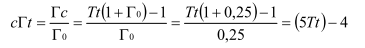 cΓt = Γc/Γ₀ = Tt(1+Γ₀)−1/Γ₀ = Tt(1+0,25)−1/0,25 = (5Tt)−4